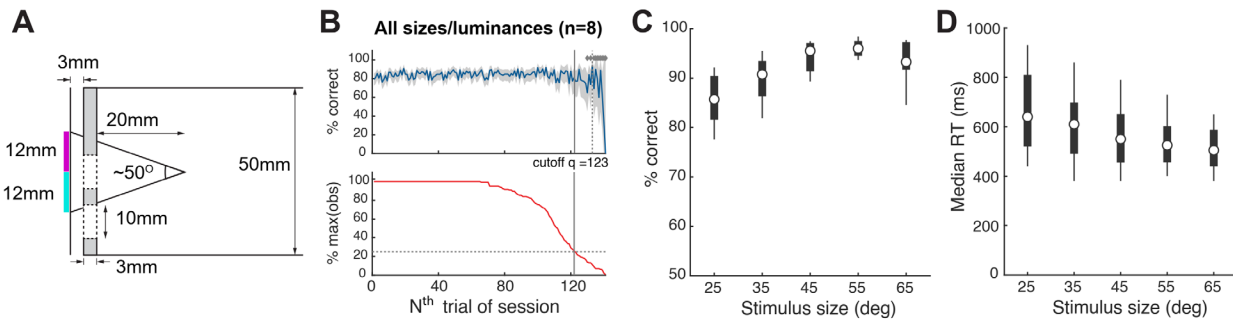 A
3mm
20mm
12mm
12mm
~50°
50mm
10mm
3mm
B
All sizes/luminances (n=8)
% correct
100
80
60
40
20
0
cutoff q =123
% max(obs)
100
80
60
40
20
0
0
40
80
120
Nth trial of session
C
% correct
100
90
80
70
60
50
25
35
45
55
65
Stimulus size (deg)
D
Median RT (ms)
1000
800
600
400
200
0
25
35
45
55
65
Stimulus size (deg)